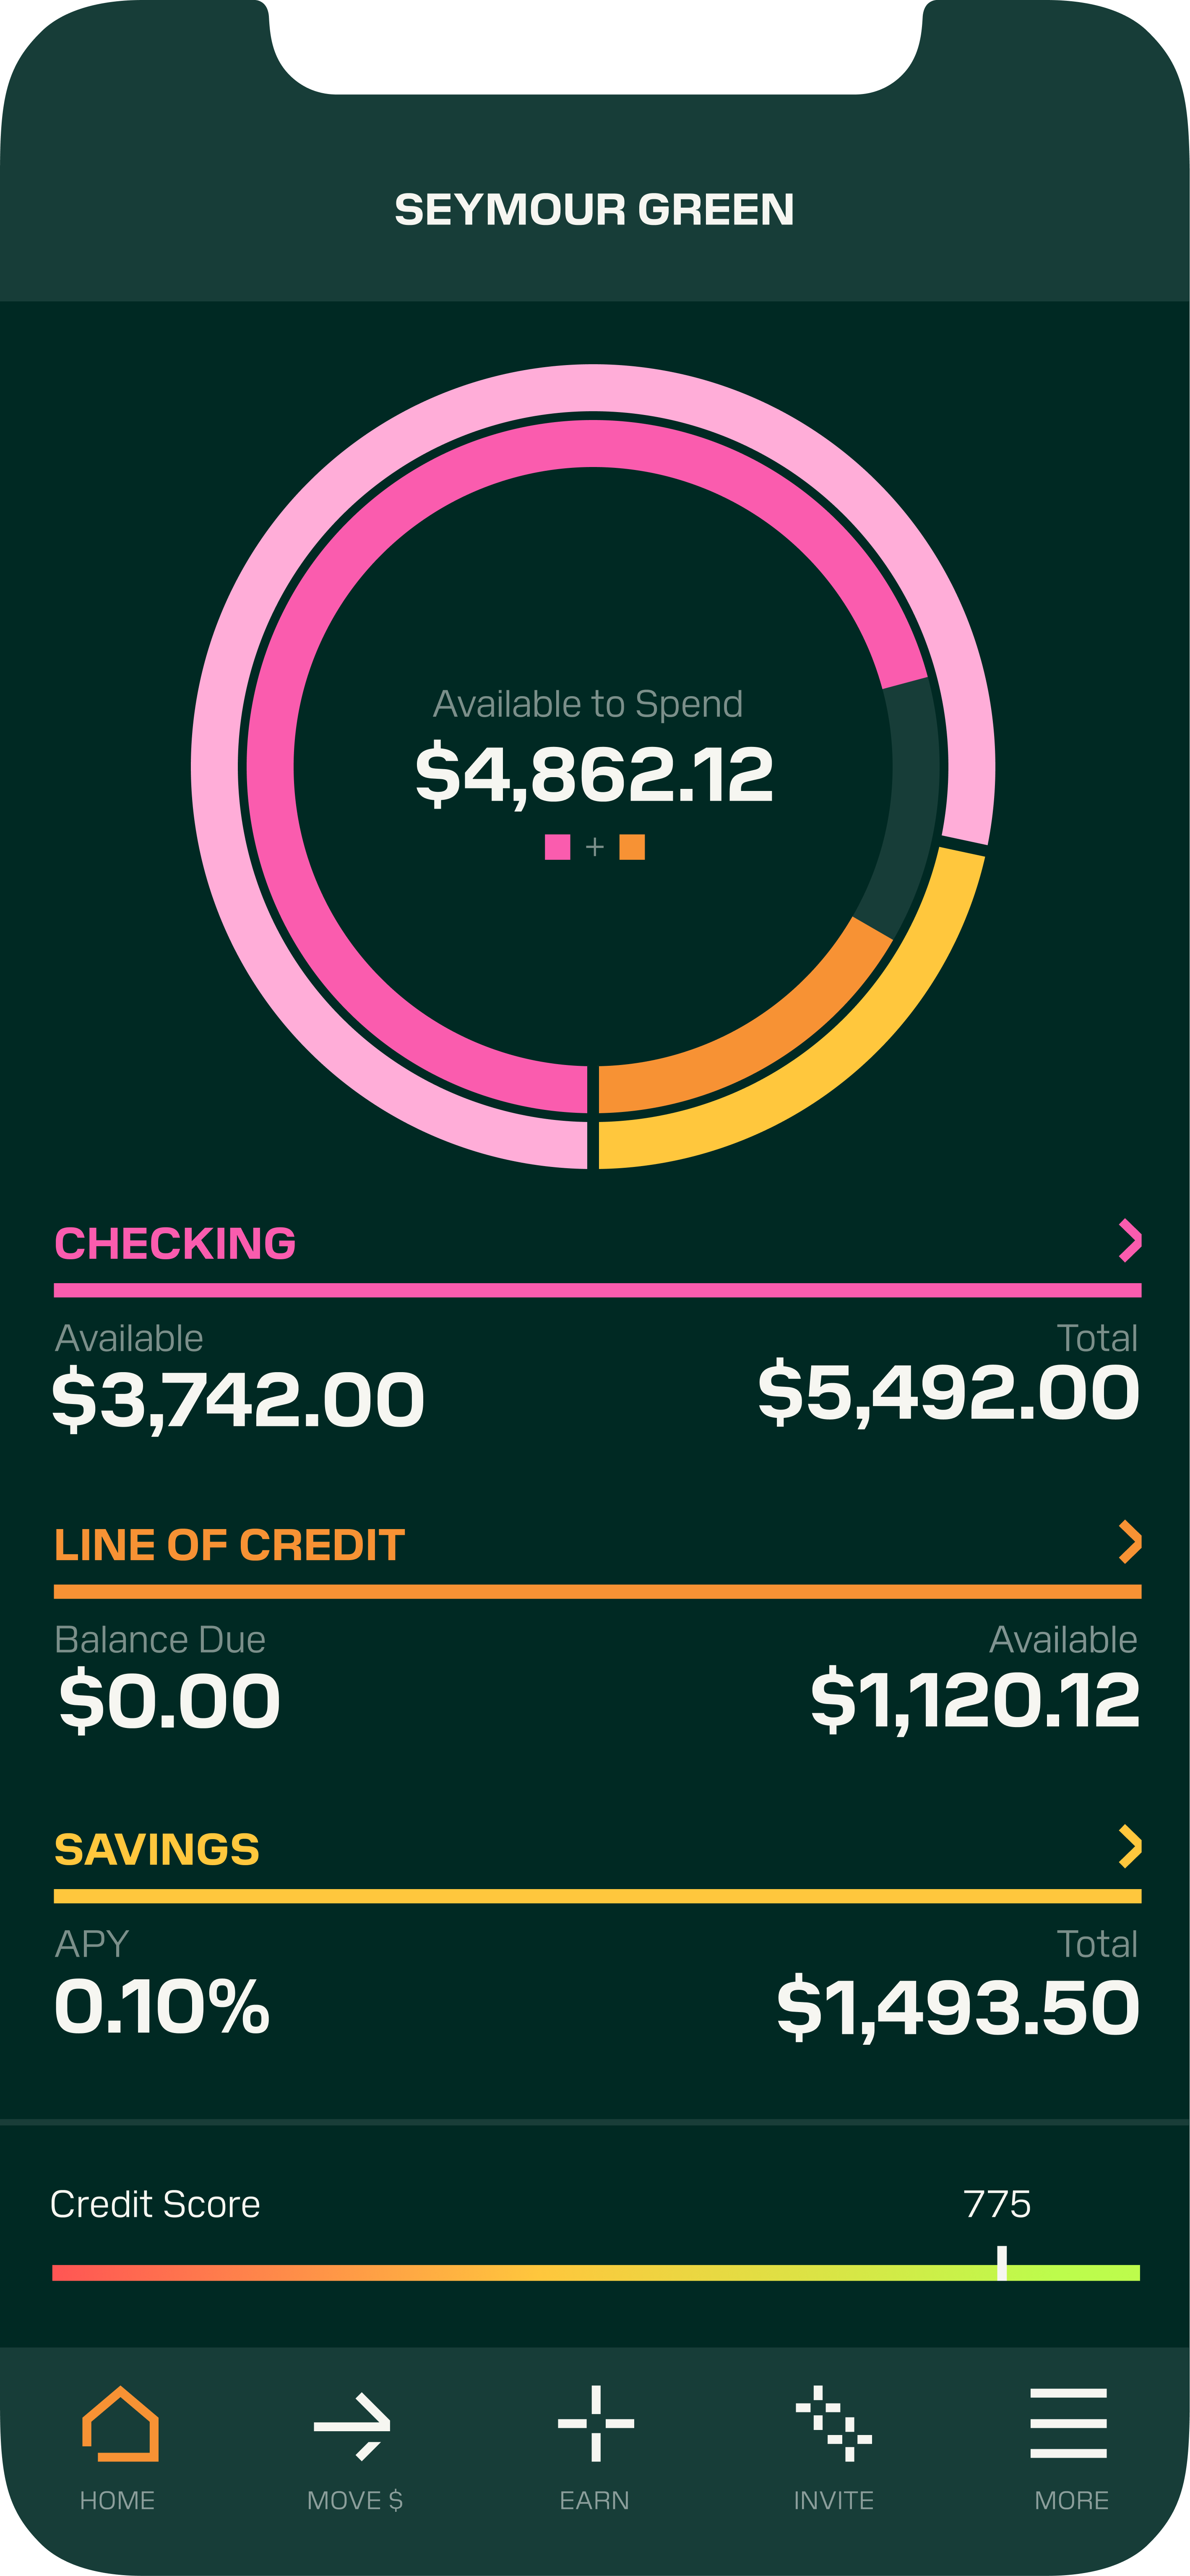 SEYMOUR GREEN
Available to Spend
$4,862.12
+
CHECKING
Available Total
$3,742.00 $5,492.00
LINE OF CREDIT
Balance Due Available
$0.00 $1,120.12
SAVINGS
APY Total
0.10% $1,493.50
Credit Score 775
HOME MOVE $ EARN INVITE MORE